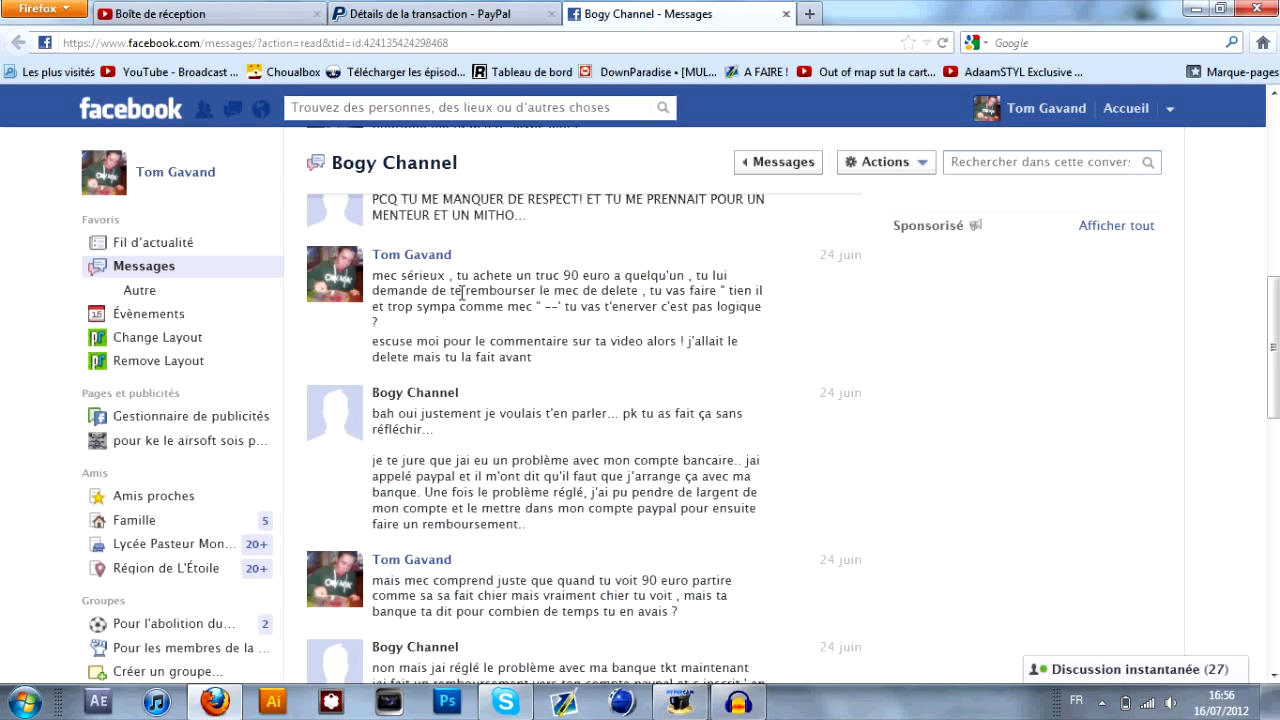 Firefox
Boîte de réception
Détails de la transaction - PayPal
Bogy Channel - Messages
https://www.facebook.com/messages/?action=read&tid=id.424135424298468
Google
Les plus visités
YouTube - Broadcast ...
Choualbox
Télécharger les épisod...
Tableau de bord
DownParadise • [MUL...
A FAIRE !
Out of map sut la cart...
AdaamSTYL Exclusive ...
Marque-pages
facebook
Trouvez des personnes, des lieux ou d'autres choses
Tom Gavand
Accueil
Tom Gavand
Bogy Channel
Messages
Actions
Rechercher dans cette convers:
Favoris
Fil d'actualité
Messages
Autre
Évènements
Change Layout
Remove Layout
Pages et publicités
Gestionnaire de publicités
pour ke le airsoft sois p...
Amis
Amis proches
Famille 5
Lycée Pasteur Mon... 20+
Région de L'Étoile 20+
Groupes
Pour l'abolition du... 2
Pour les membres de la ...
Créer un groupe...
PCQ TU ME MANQUER DE RESPECT! ET TU ME PRENNAIT POUR UN
MENTEUR ET UN MITHO...
Tom Gavand 24 juin
mec sérieux , tu achete un truc 90 euro a quelqu'un , tu lui
demande de te rembourser le mec de delete , tu vas faire " tien il
et trop sympa comme mec " --' tu vas t'enerver c'est pas logique
?
escuse moi pour le commentaire sur ta video alors ! j'allait le
delete mais tu la fait avant
Bogy Channel 24 juin
bah oui justement je voulais t'en parler... pk tu as fait ça sans
réfléchir...
je te jure que jai eu un problème avec mon compte bancaire.. jai
appelé paypal et il m'ont dit qu'il faut que j'arrange ça avec ma
banque. Une fois le problème réglé, j'ai pu pendre de largent de
mon compte et le mettre dans mon compte paypal pour ensuite
faire un remboursement..
Tom Gavand 24 juin
mais mec comprend juste que quand tu voit 90 euro partire
comme sa sa fait chier mais vraiment chier tu voit , mais ta
banque ta dit pour combien de temps tu en avais ?
Bogy Channel 24 juin
non mais jai réglé le problème avec ma banque tkt maintenant
Sponsorisé
Afficher tout
Discussion instantanée (27)
Ae
Ai
Ps
HYPERCAM
FR
16:56
16/07/2012